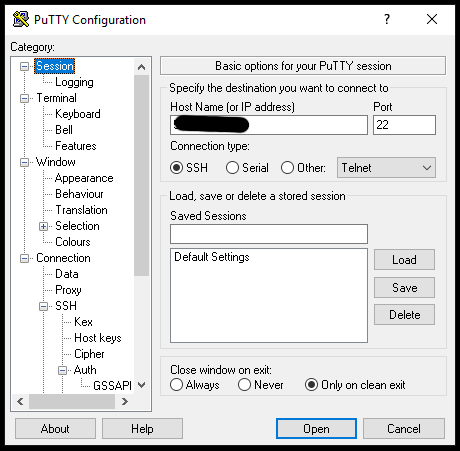 PuTTY Configuration
Category:
Session
Logging
Terminal
Keyboard
Bell
Features
Window
Appearance
Behaviour
Translation
Selection
Colours
Connection
Data
Proxy
SSH
Kex
Host keys
Cipher
Auth
GSSAPI
Basic options for your PuTTY session
Specify the destination you want to connect to
Host Name (or IP address) Port
22
Connection type:
SSH Serial Other: Telnet
Load, save or delete a stored session
Saved Sessions
Default Settings
Load
Save
Delete
Close window on exit:
Always Never Only on clean exit
About Help Open Cancel